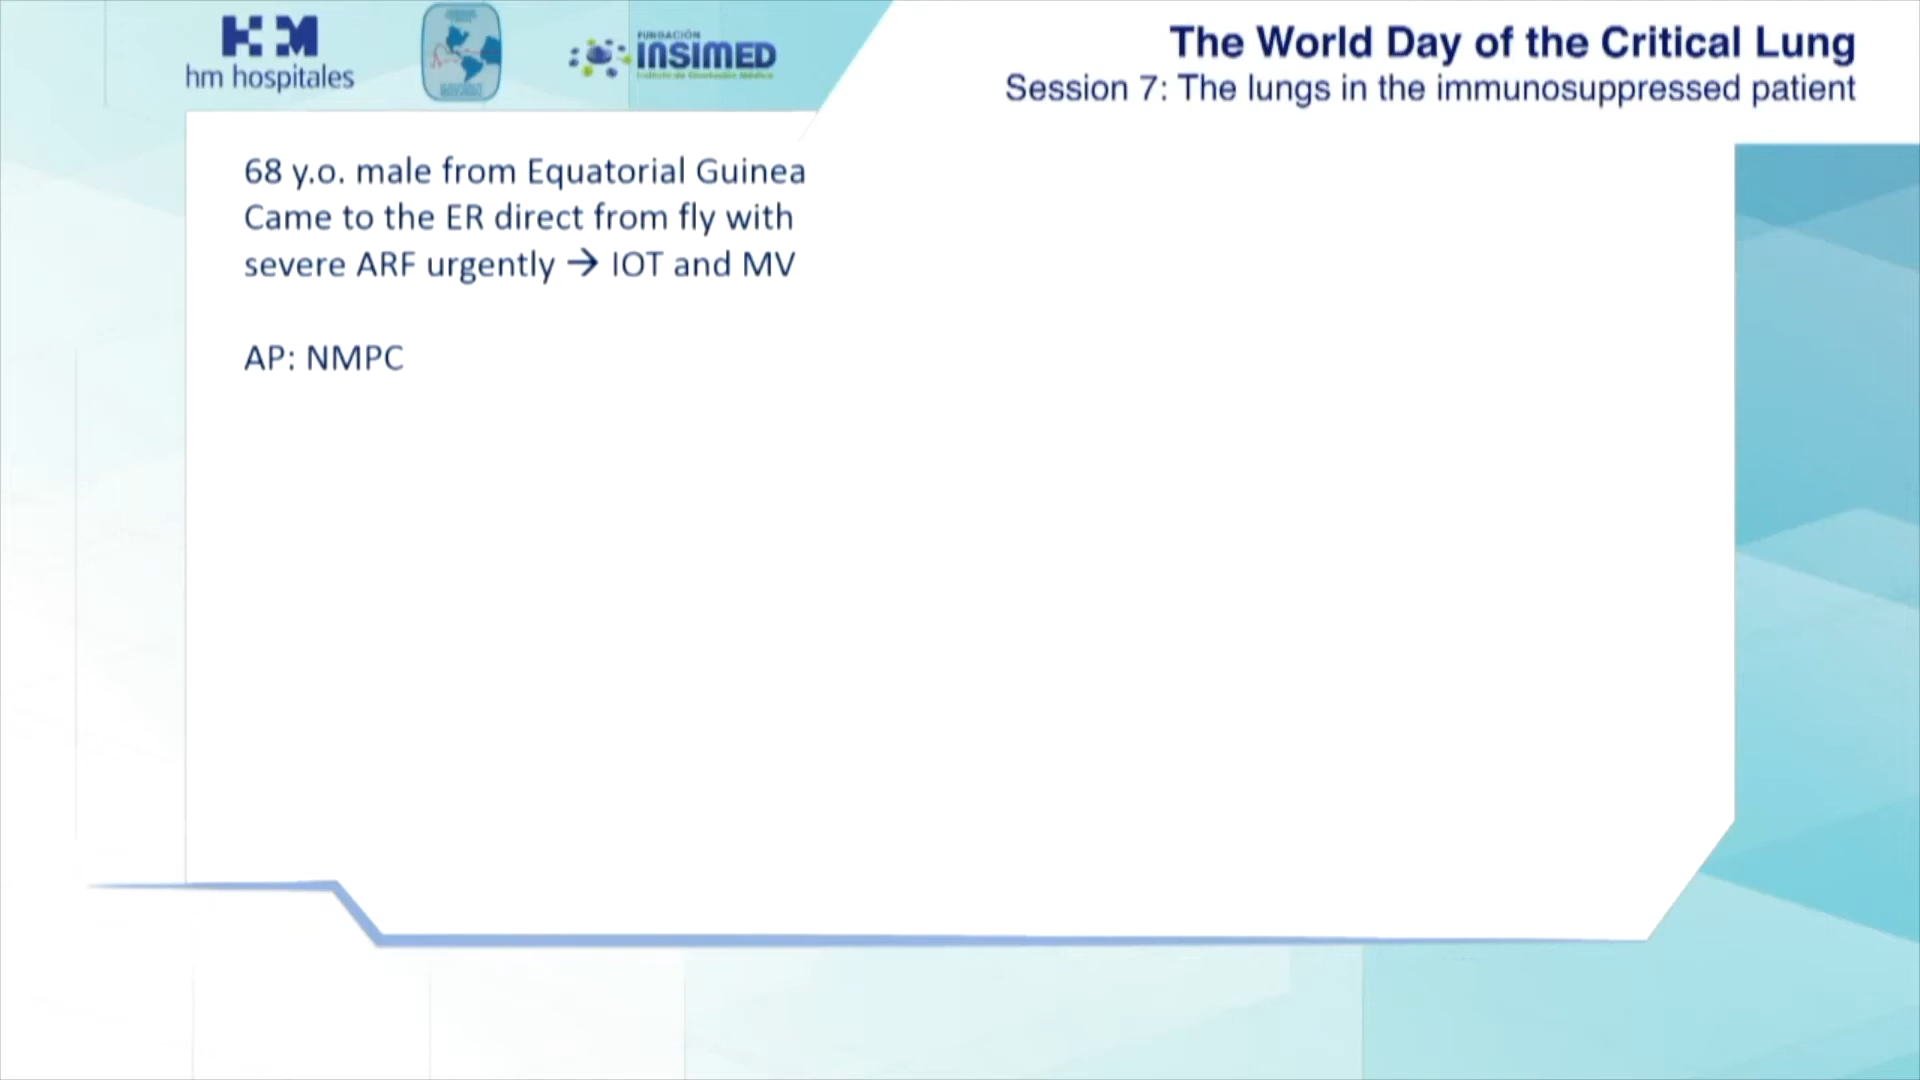 hm hospitales
FUNDACIÓN
INSIMED
The World Day of the Critical Lung
Session 7: The lungs in the immunosuppressed patient
68 y.o. male from Equatorial Guinea
Came to the ER direct from fly with
severe ARF urgently → IOT and MV
AP: NMPC